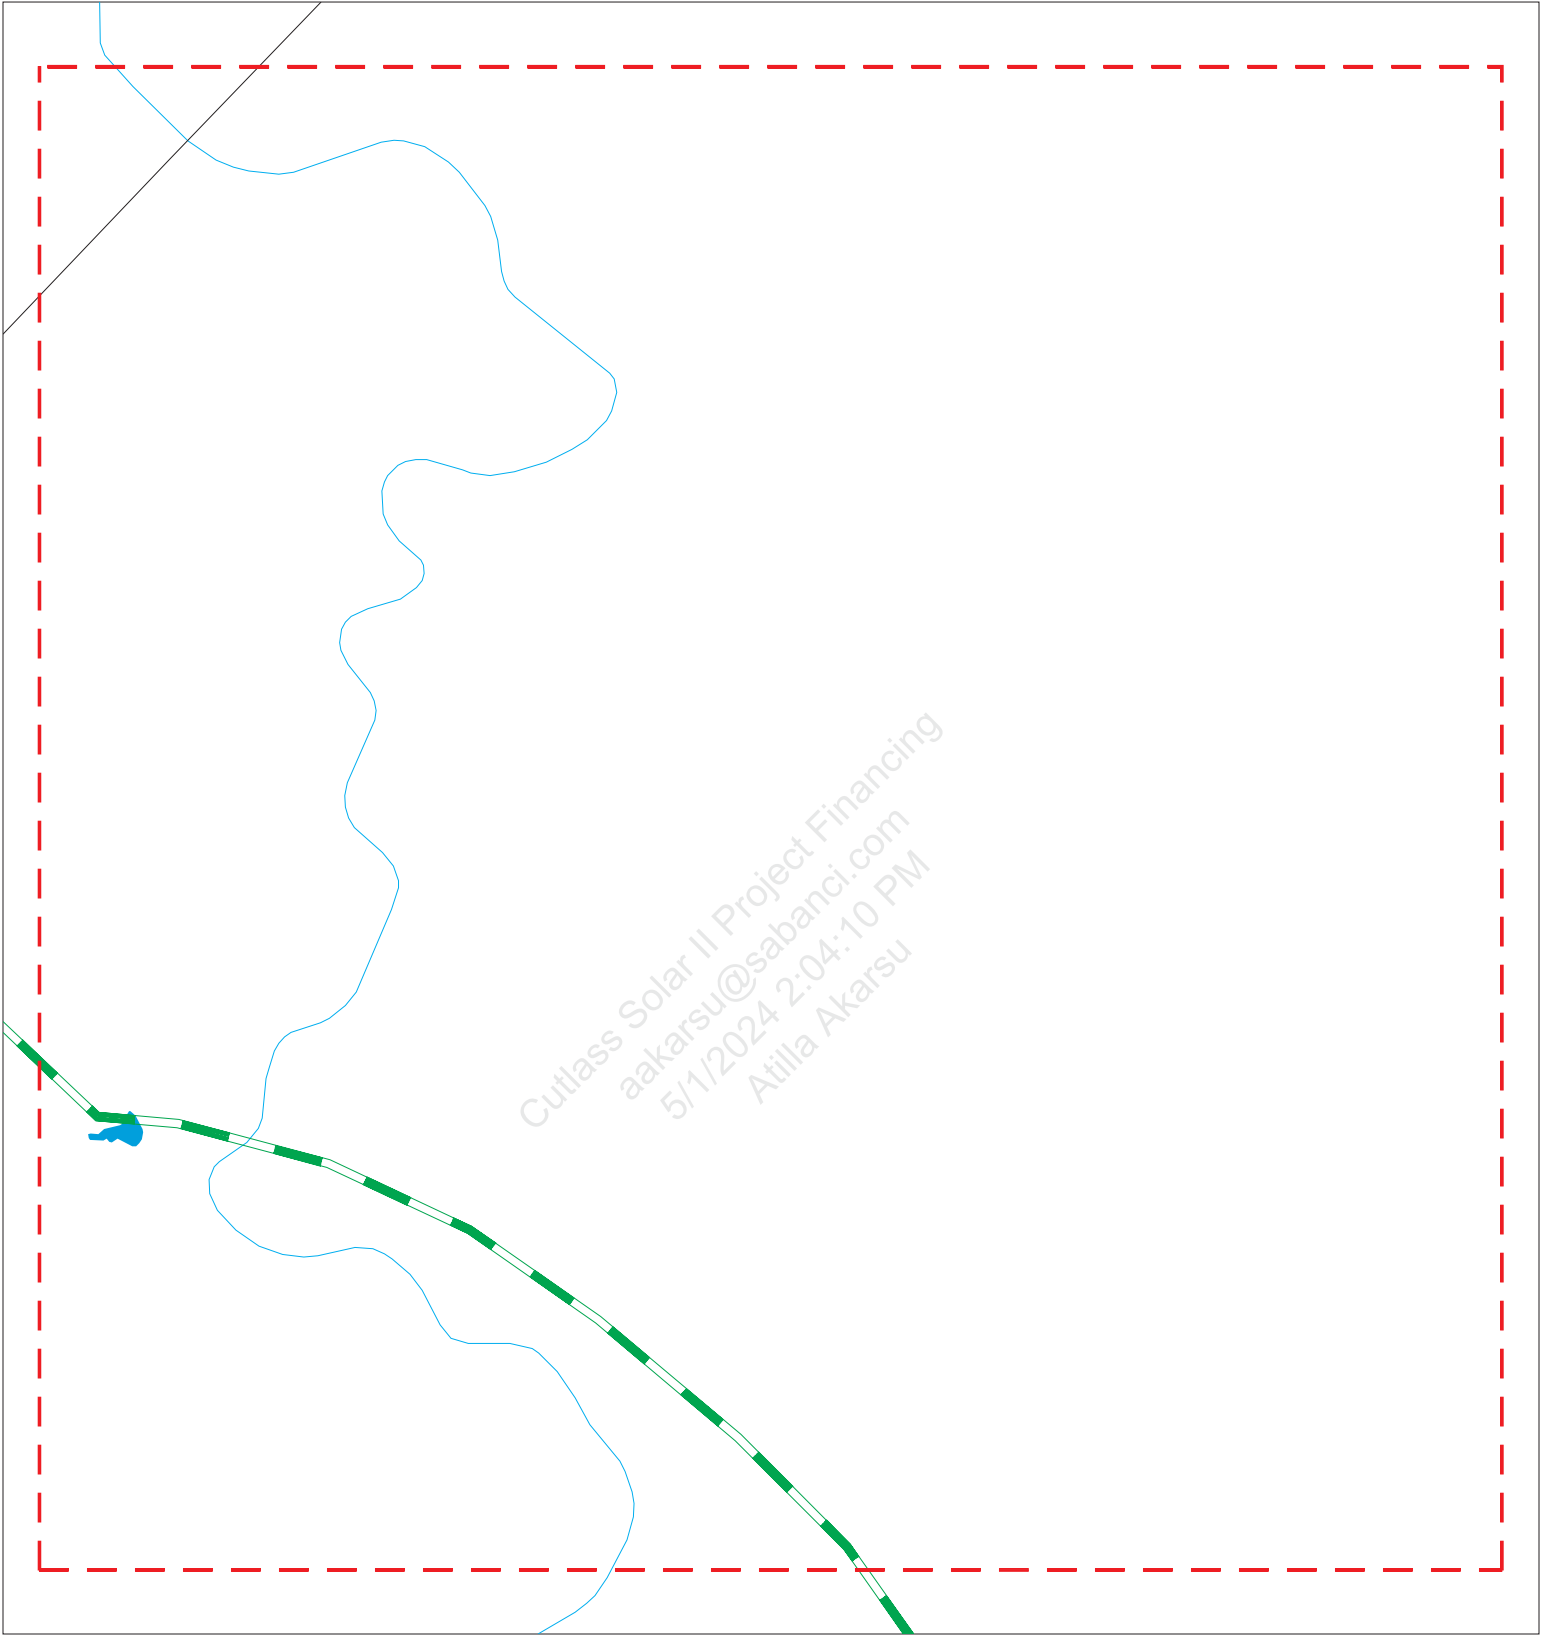 Cutlass Solar II Project Financing
aakarsu@sabanci.com
5/1/2024 2:04:10 PM
Atilla Akarsu